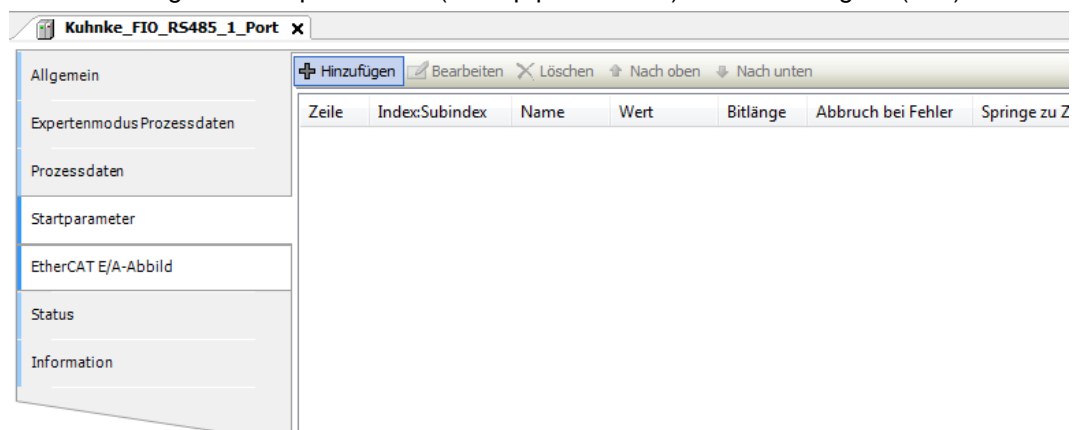 Kuhnke_FIO_RS485_1_Port
Hinzufügen Bearbeiten Löschen Nach oben Nach unten
Zeile Index:Subindex Name Wert Bitlänge Abbruch bei Fehler Springe zu Z
Allgemein
ExpertenmodusProzessdaten
Prozessdaten
Startparameter
EtherCAT E/A-Abbild
Status
Information